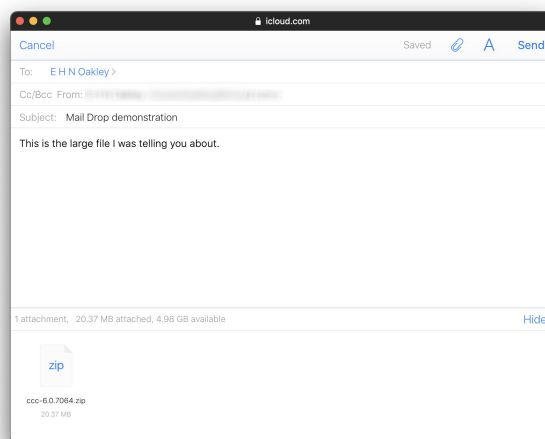 icloud.com
Cancel Saved A Send
To: E H N Oakley >
Cc/Bcc From:
Subject: Mail Drop demonstration
This is the large file I was telling you about.
1 attachment, 20.37 MB attached, 4.98 GB available Hide
zip
ccc-6.0.7064.zip
20.37 MB